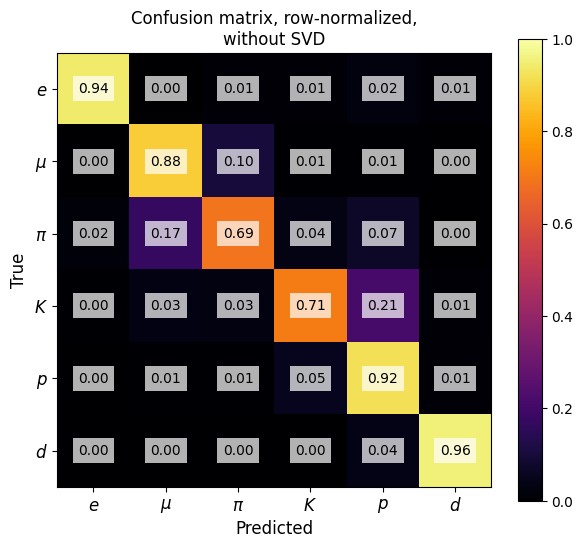 Confusion matrix, row-normalized,
without SVD
True
e 0.94 0.00 0.01 0.01 0.02 0.01
μ 0.00 0.88 0.10 0.01 0.01 0.00
π 0.02 0.17 0.69 0.04 0.07 0.00
K 0.00 0.03 0.03 0.71 0.21 0.01
p 0.00 0.01 0.01 0.05 0.92 0.01
d 0.00 0.00 0.00 0.00 0.04 0.96
e μ π K p d
Predicted
1.0
0.8
0.6
0.4
0.2
0.0